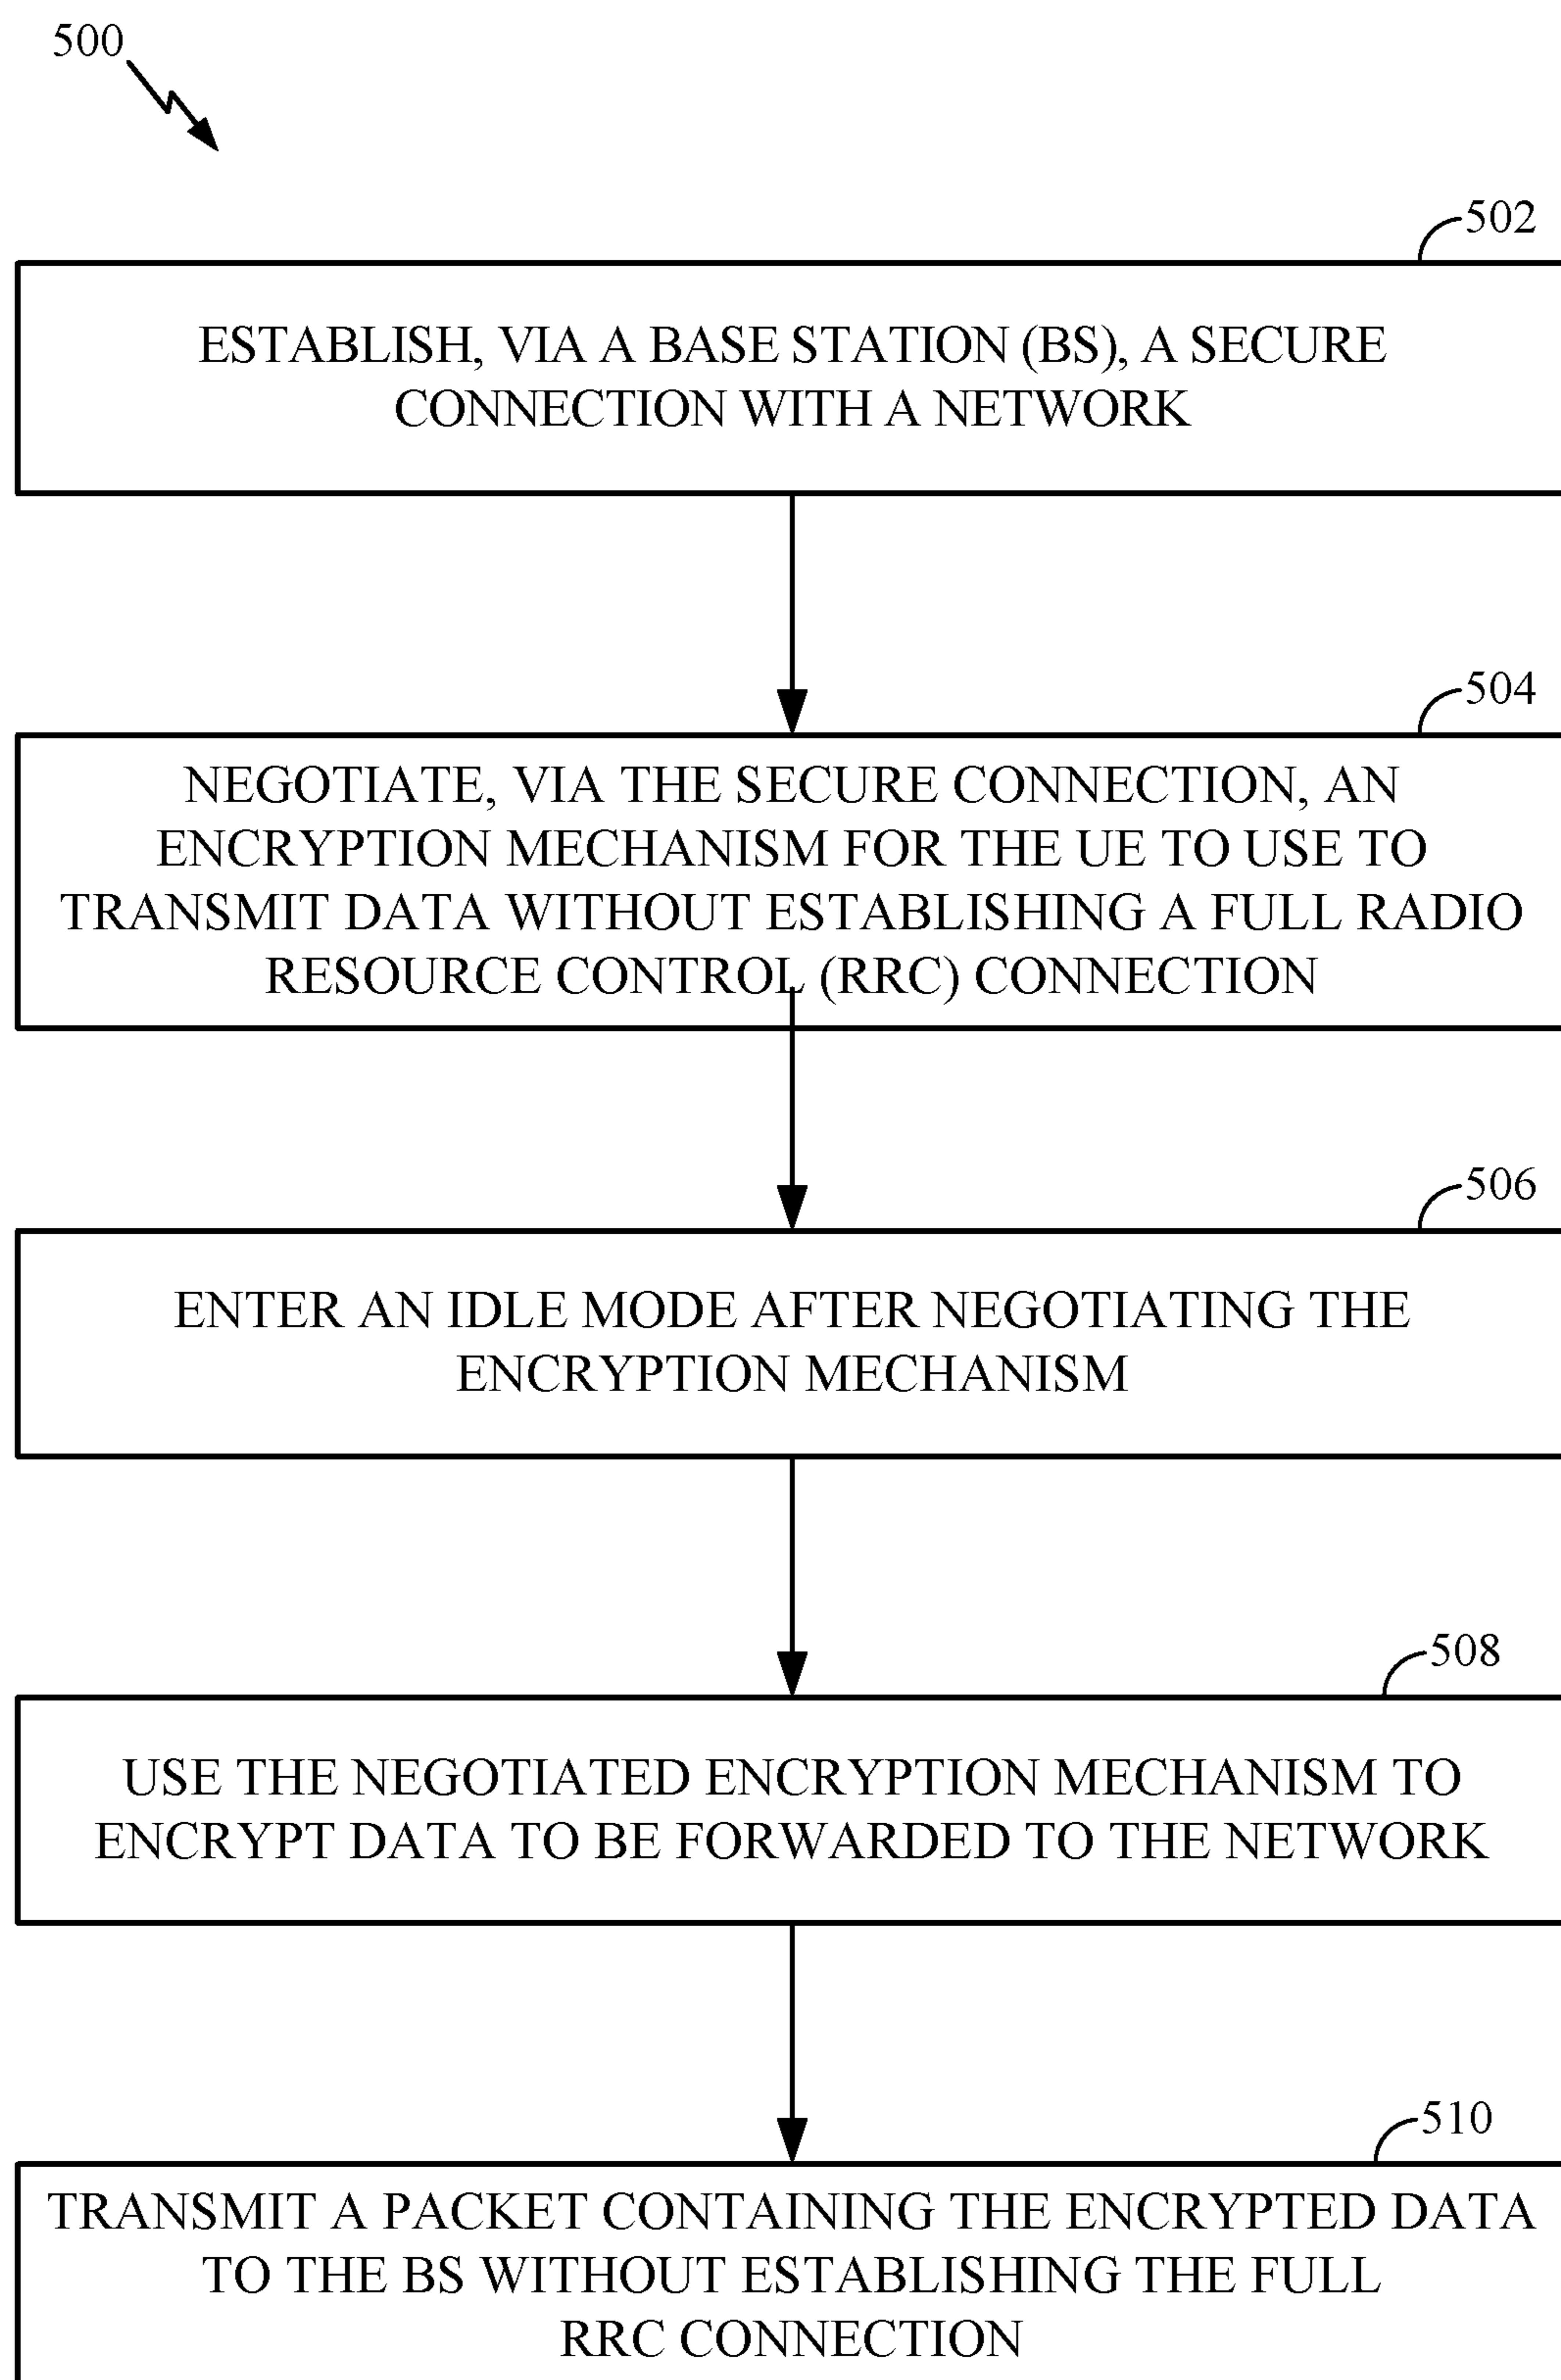 500
502
ESTABLISH, VIA A BASE STATION (BS), A SECURE
CONNECTION WITH A NETWORK
504
NEGOTIATE, VIA THE SECURE CONNECTION, AN
ENCRYPTION MECHANISM FOR THE UE TO USE TO
TRANSMIT DATA WITHOUT ESTABLISHING A FULL RADIO
RESOURCE CONTROL (RRC) CONNECTION
506
ENTER AN IDLE MODE AFTER NEGOTIATING THE
ENCRYPTION MECHANISM
508
USE THE NEGOTIATED ENCRYPTION MECHANISM TO
ENCRYPT DATA TO BE FORWARDED TO THE NETWORK
510
TRANSMIT A PACKET CONTAINING THE ENCRYPTED DATA
TO THE BS WITHOUT ESTABLISHING THE FULL
RRC CONNECTION